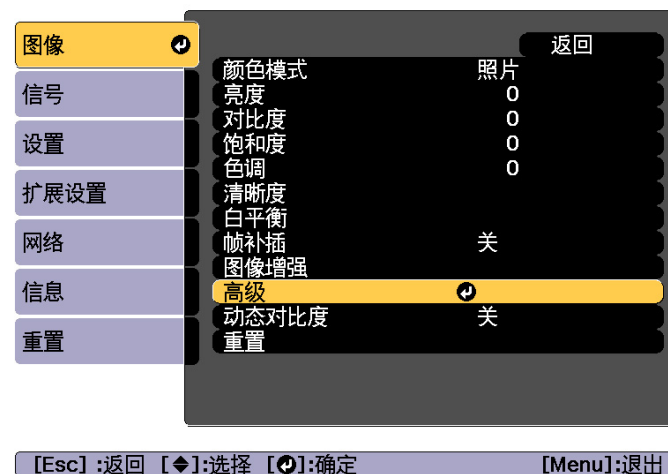 图像
信号
设置
扩展设置
网络
信息
重置
返回
颜色模式 照片
亮度 0
对比度 0
饱和度 0
色调 0
清晰度
白平衡
帧补插 关
图像增强
高级
动态对比度 关
重置
[Esc] :返回 [◆]:选择 [↵]:确定 [Menu]:退出